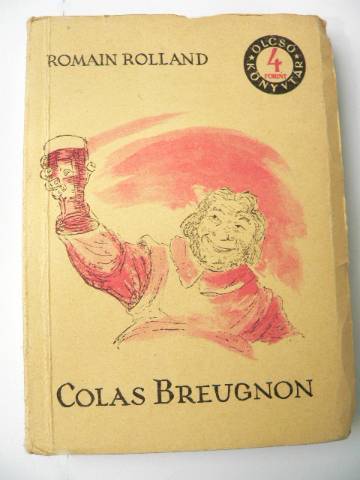 ROMAIN ROLLAND
OLCSÓ
4
FORINT
KÖNYVTÁR
COLAS BREUGNON